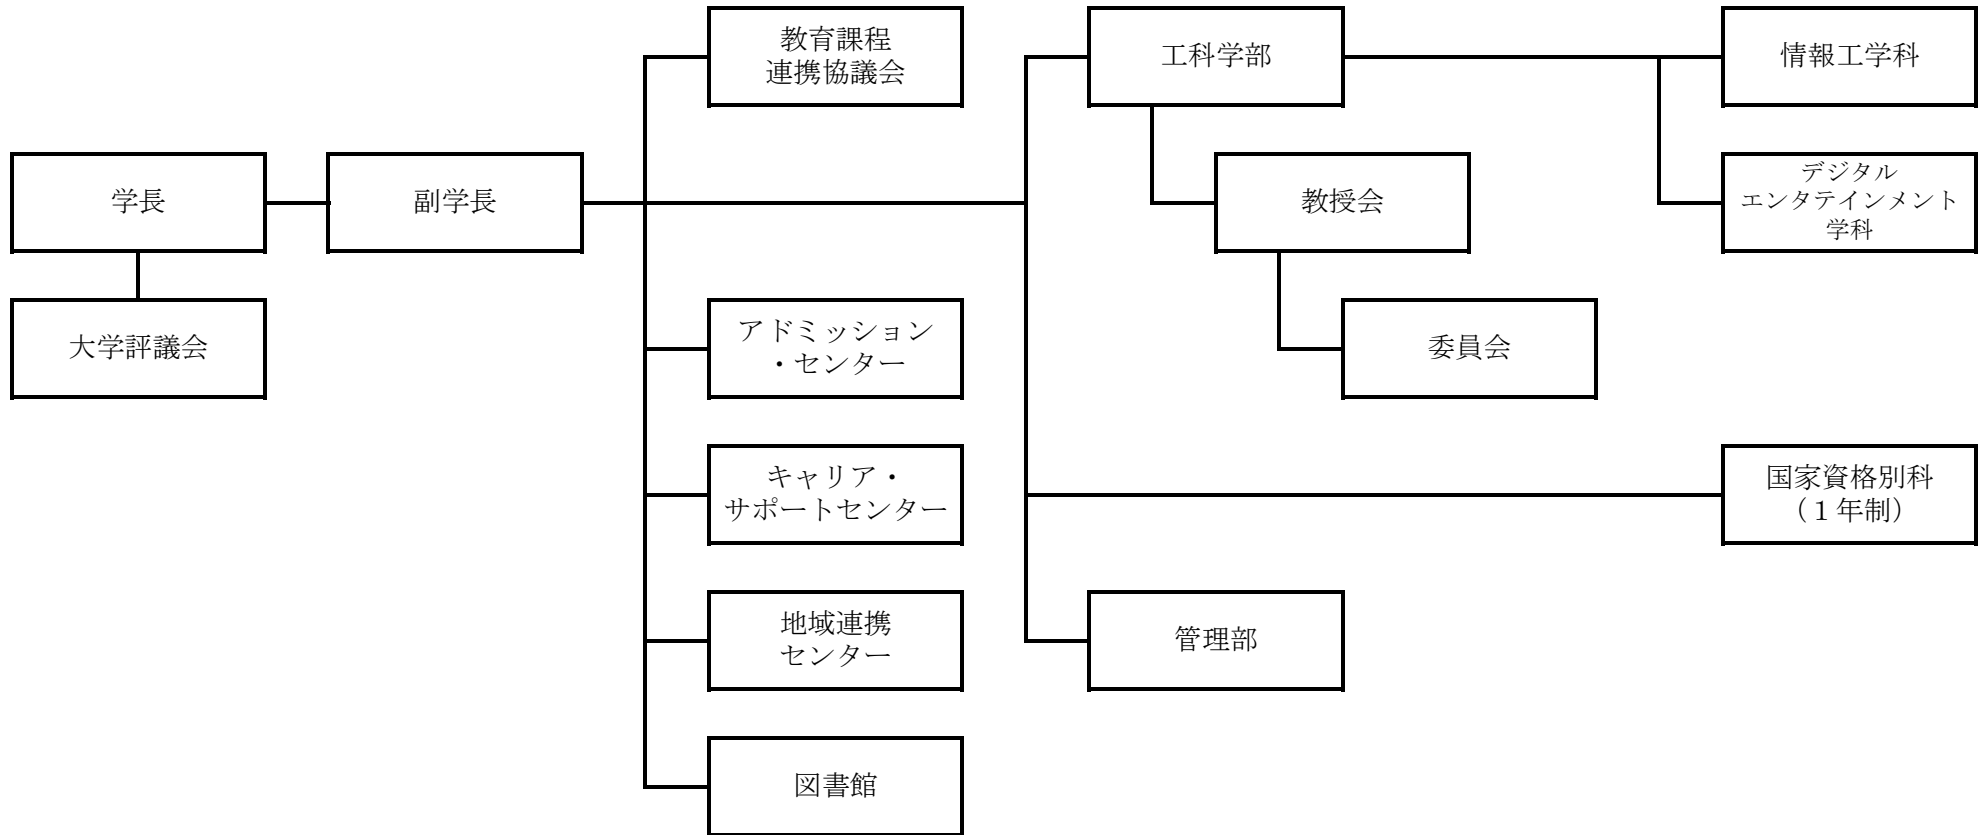 教育課程
連携協議会
工科学部
情報工学科
学長
副学長
教授会
デジタル
エンタテインメント
学科
大学評議会
アドミッション
・センター
委員会
キャリア・
サポートセンター
国家資格別科
（１年制）
地域連携
センター
管理部
図書館